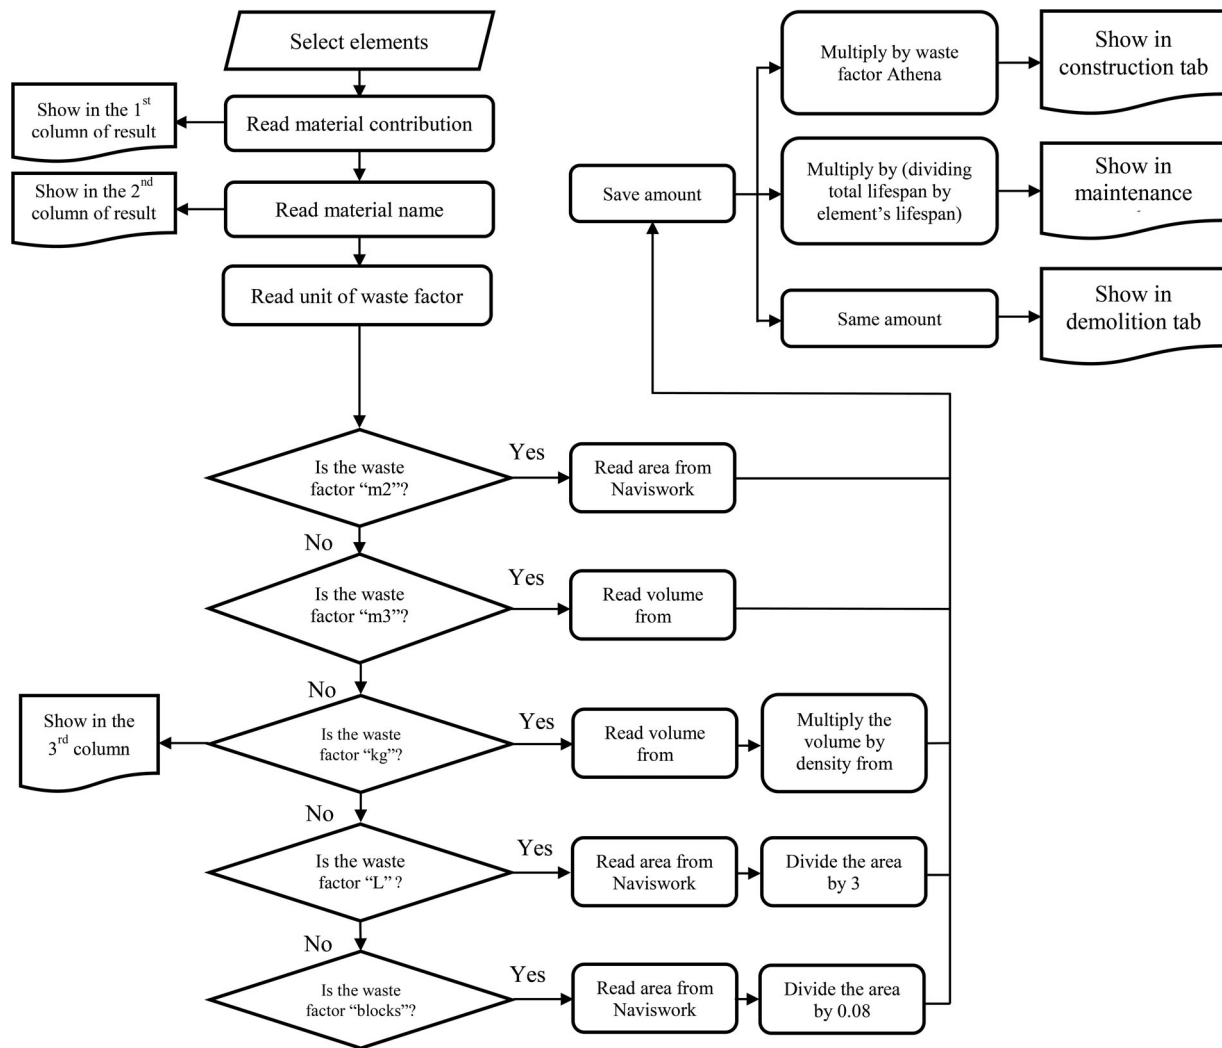 Select elements
Show in the 1st
column of result
Read material contribution
Show in the 2nd
column of result
Read material name
Read unit of waste factor
Is the waste
factor “m2”?
Yes
Read area from
Naviswork
No
Is the waste
factor “m3”?
Yes
Read volume
from
No
Show in the
3rd column
Is the waste
factor “kg”?
Yes
Read volume
from
Multiply the
volume by
density from
No
Is the waste
factor “L” ?
Yes
Read area from
Naviswork
Divide the area
by 3
No
Is the waste
factor “blocks”?
Yes
Read area from
Naviswork
Divide the area
by 0.08
Save amount
Multiply by waste
factor Athena
Show in
construction tab
Multiply by (dividing
total lifespan by
element’s lifespan)
Show in
maintenance
Same amount
Show in
demolition tab